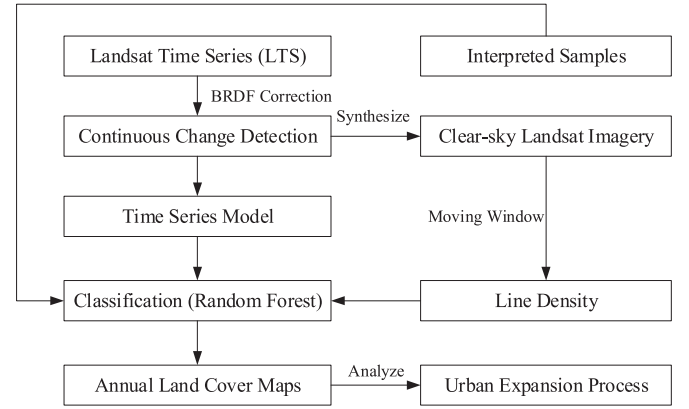 Landsat Time Series (LTS)
Interpreted Samples
BRDF Correction
Synthesize
Continuous Change Detection
Clear-sky Landsat Imagery
Time Series Model
Moving Window
Classification (Random Forest)
Line Density
Annual Land Cover Maps
Analyze
Urban Expansion Process